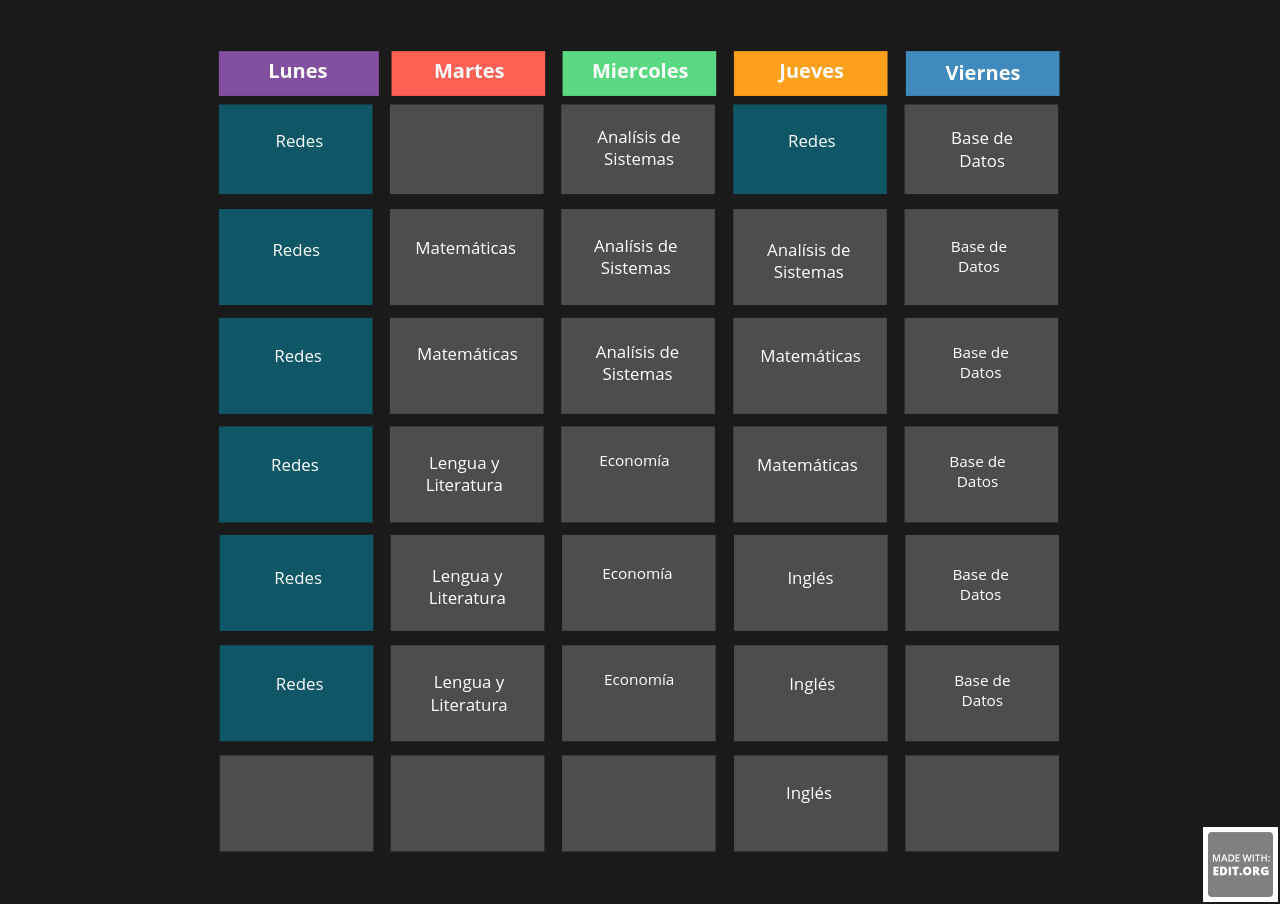 Lunes
Martes
Miercoles
Jueves
Viernes
Redes
Analísis de
Sistemas
Redes
Base de
Datos
Redes
Matemáticas
Analísis de
Sistemas
Analísis de
Sistemas
Base de
Datos
Redes
Matemáticas
Analísis de
Sistemas
Matemáticas
Base de
Datos
Redes
Lengua y
Literatura
Economía
Matemáticas
Base de
Datos
Redes
Lengua y
Literatura
Economía
Inglés
Base de
Datos
Redes
Lengua y
Literatura
Economía
Inglés
Base de
Datos
Inglés
MADE WITH:
EDIT.ORG